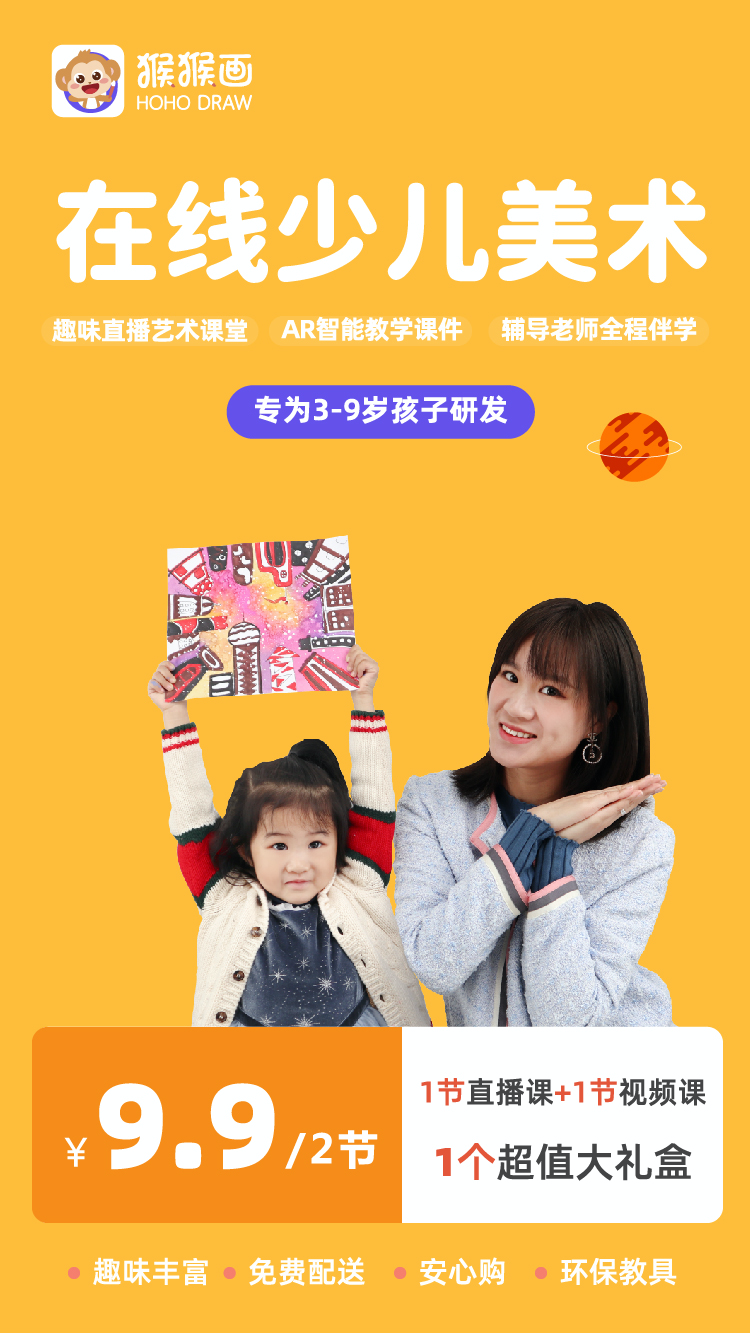 猴猴画
HOHO DRAW
在线少儿美术
趣味直播艺术课堂 AR智能教学课件 辅导老师全程伴学
专为3-9岁孩子研发
¥9.9/2节
1节直播课+1节视频课
1个超值大礼盒
趣味丰富 免费配送 安心购 环保教具